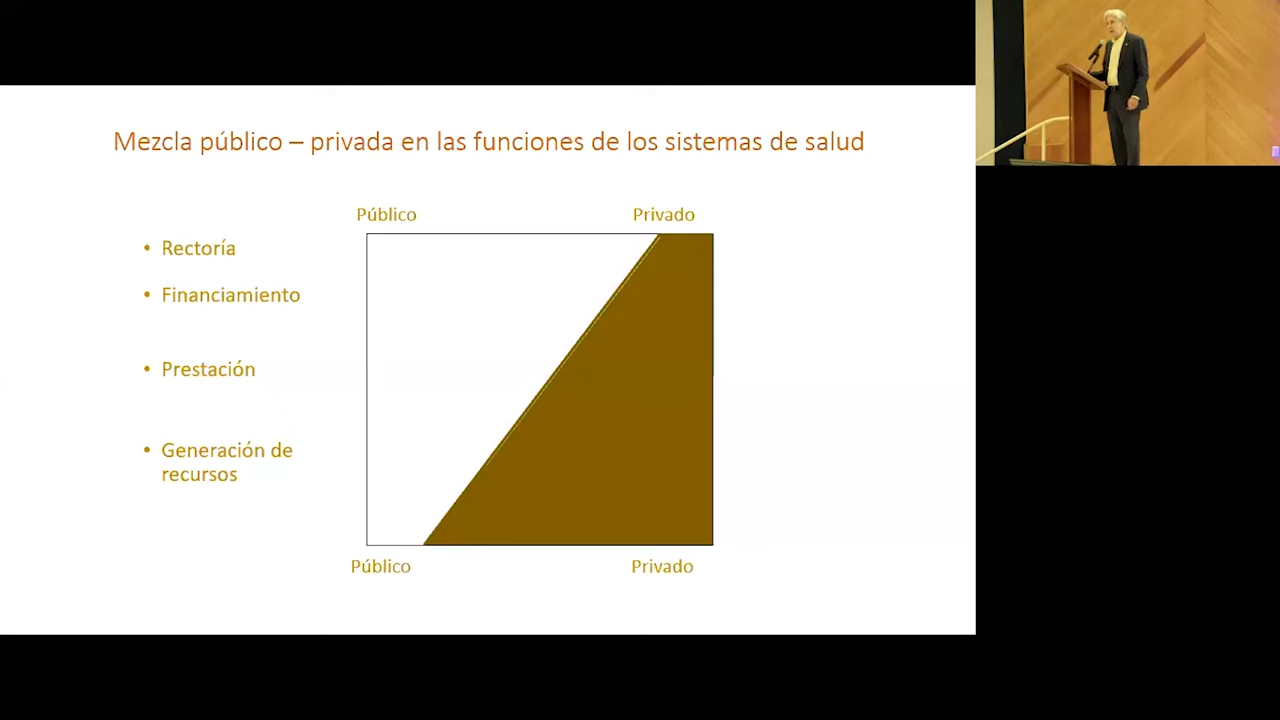 Mezcla público – privada en las funciones de los sistemas de salud
Público
Privado
• Rectoría
• Financiamiento
• Prestación
• Generación de
recursos
Público
Privado